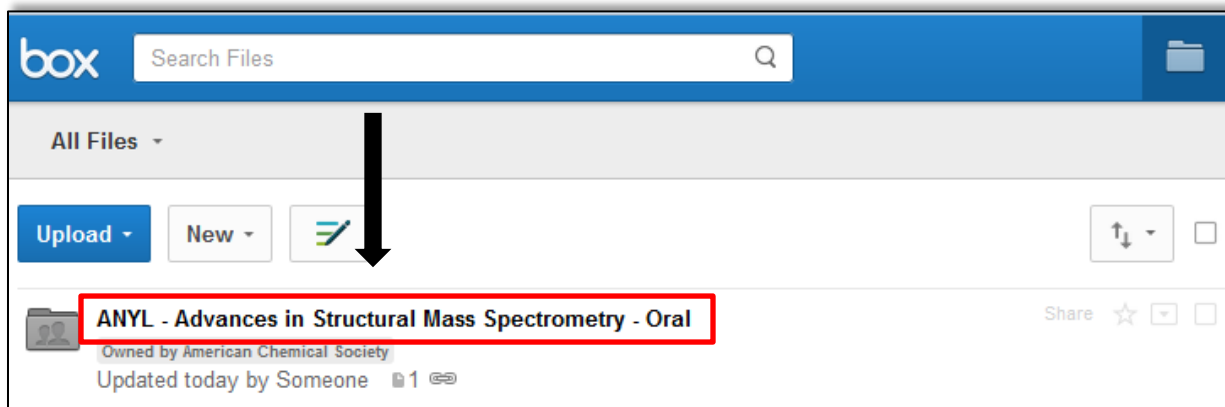 box Search Files
All Files
Upload New
ANYL - Advances in Structural Mass Spectrometry - Oral
Share
Owned by American Chemical Society
Updated today by Someone 1